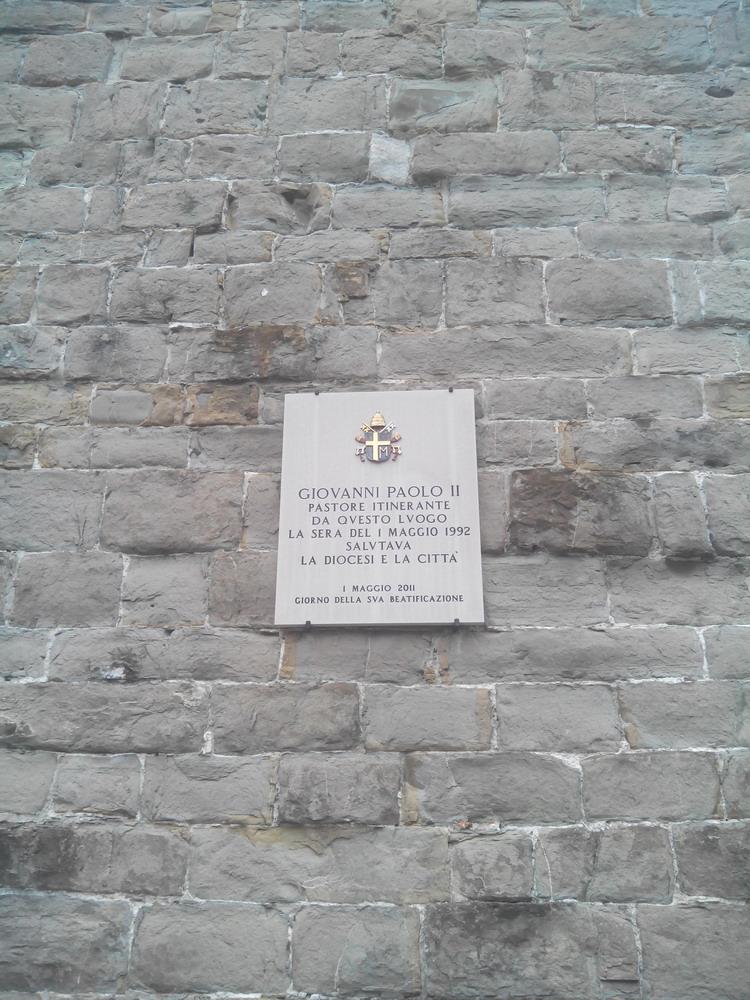 M
GIOVANNI PAOLO II
PASTORE ITINERANTE
DA QVESTO LVOGO
LA SERA DEL 1 MAGGIO 1992
SALVTAVA
LA DIOCESI E LA CITTA'
1 MAGGIO 2011
GIORNO DELLA SVA BEATIFICAZIONE